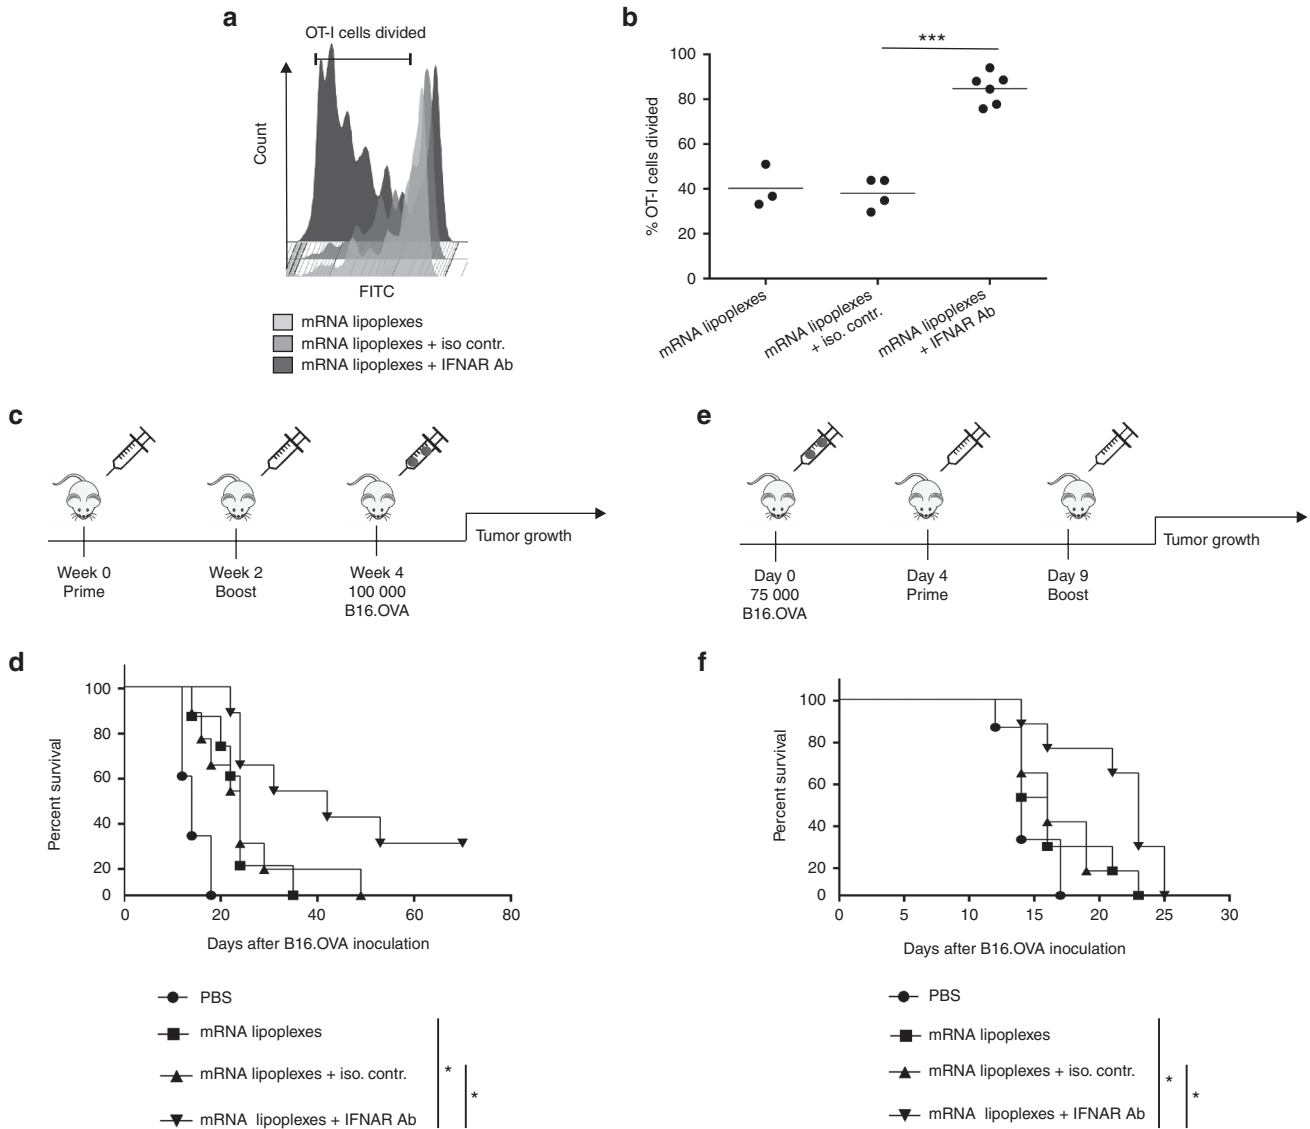 a
OT-I cells divided
Count
FITC
mRNA lipoplexes
mRNA lipoplexes + iso contr.
mRNA lipoplexes + IFNAR Ab
b
***
% OT-I cells divided
100
80
60
40
20
0
mRNA lipoplexes
mRNA lipoplexes
+ iso. contr.
mRNA lipoplexes
+ IFNAR Ab
c
Week 0
Prime
Week 2
Boost
Week 4
100 000
B16.OVA
Tumor growth
e
Day 0
75 000
B16.OVA
Day 4
Prime
Day 9
Boost
Tumor growth
d
Percent survival
100
80
60
40
20
0
0 20 40 60 80
Days after B16.OVA inoculation
PBS
mRNA lipoplexes
mRNA lipoplexes + iso. contr.
mRNA lipoplexes + IFNAR Ab
*
*
f
Percent survival
100
80
60
40
20
0
0 5 10 15 20 25 30
Days after B16.OVA inoculation
PBS
mRNA lipoplexes
mRNA lipoplexes + iso. contr.
mRNA lipoplexes + IFNAR Ab
*
*